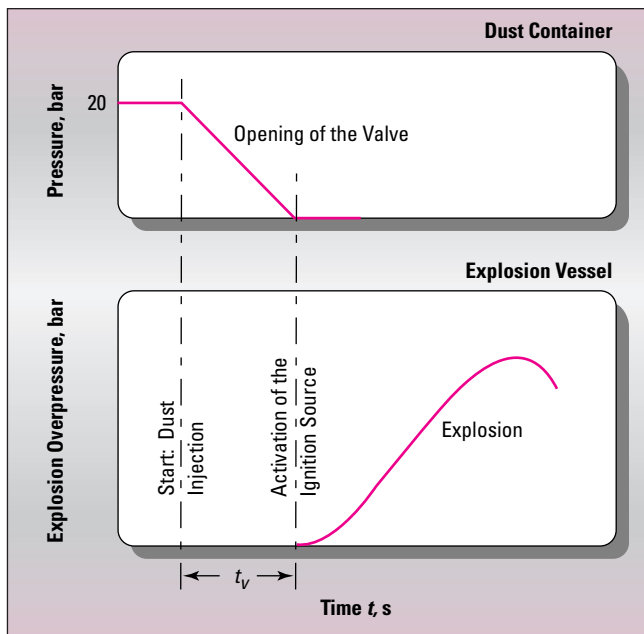 Dust Container
Pressure, bar
20
Opening of the Valve
Explosion Vessel
Explosion Overpressure, bar
Start: Dust
Injection
Activation of the
Ignition Source
Explosion
tv
Time t, s